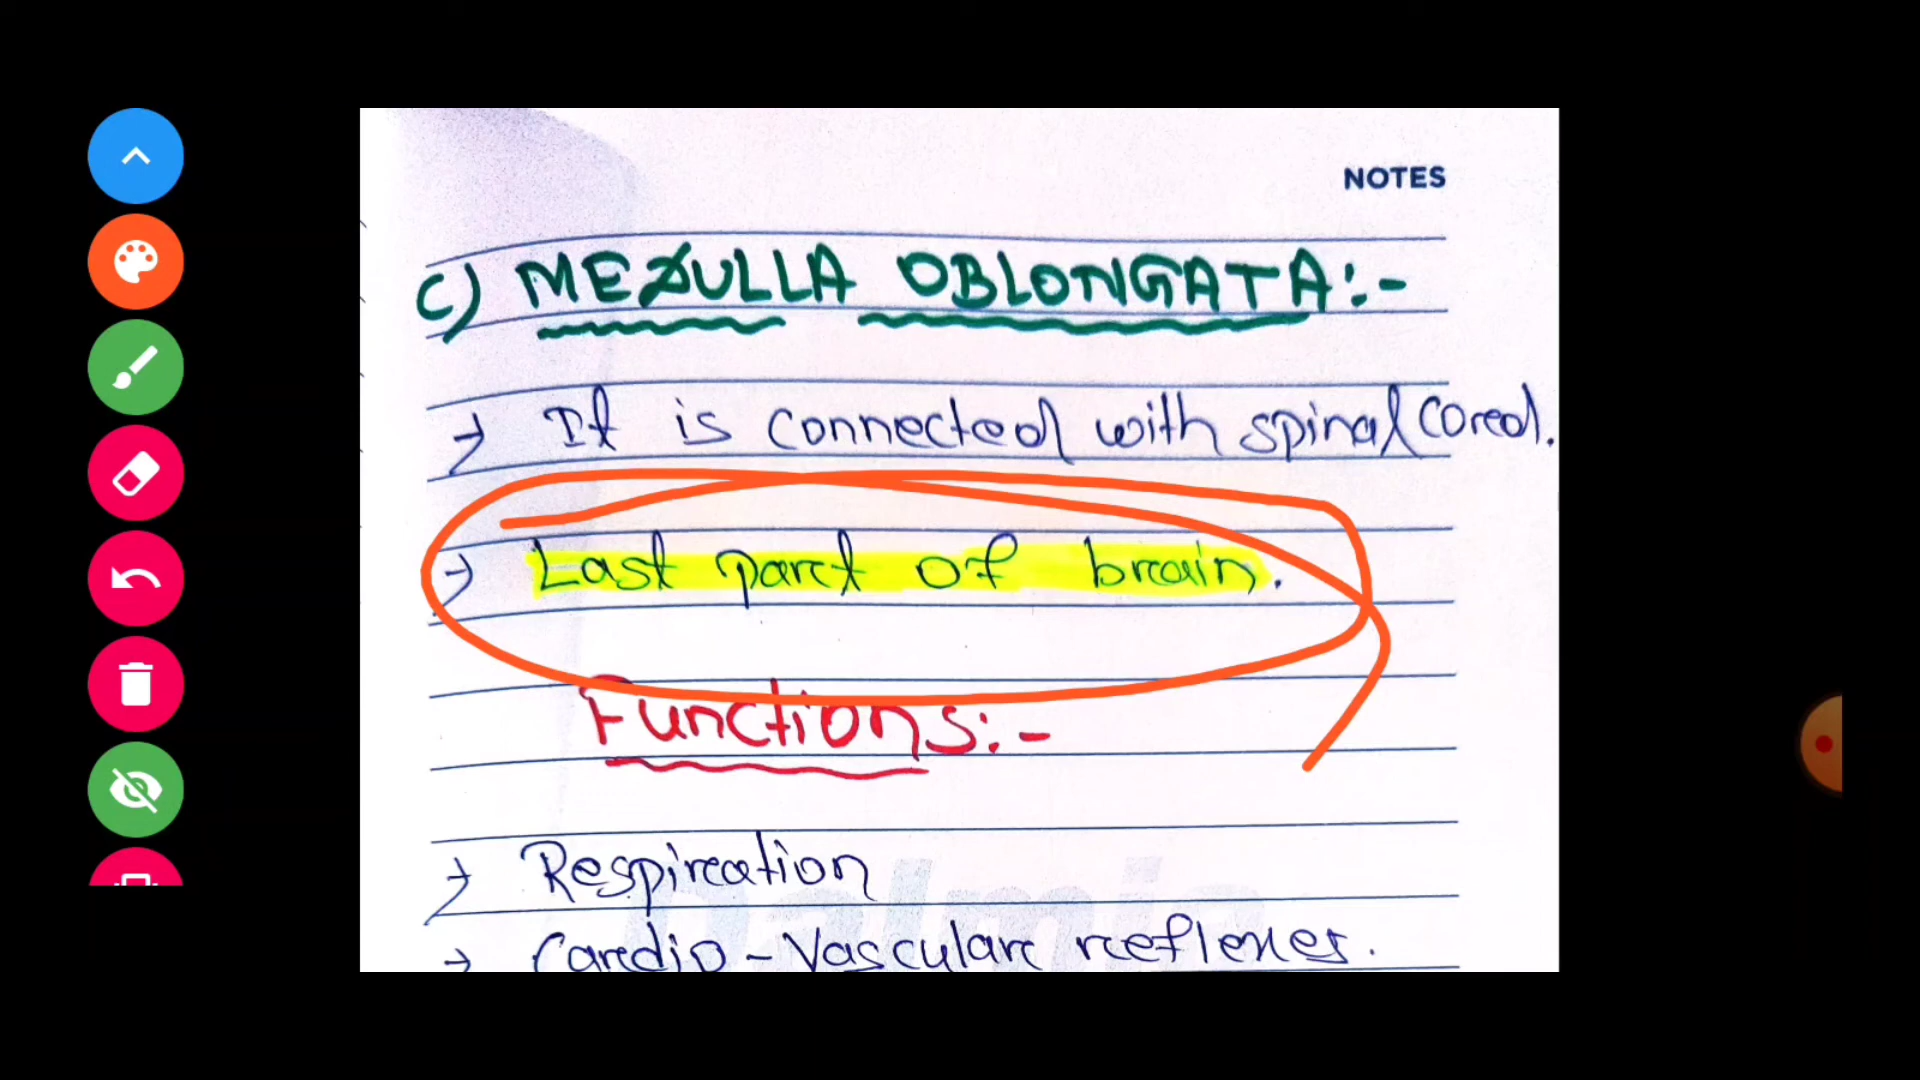 NOTES
C) MEDULLA OBLONGATA:-
→ It is connected with spinal cord.
→ Last part of brain.
Functions:-
→ Respiration
→ Cardio-Vascular reflexes.